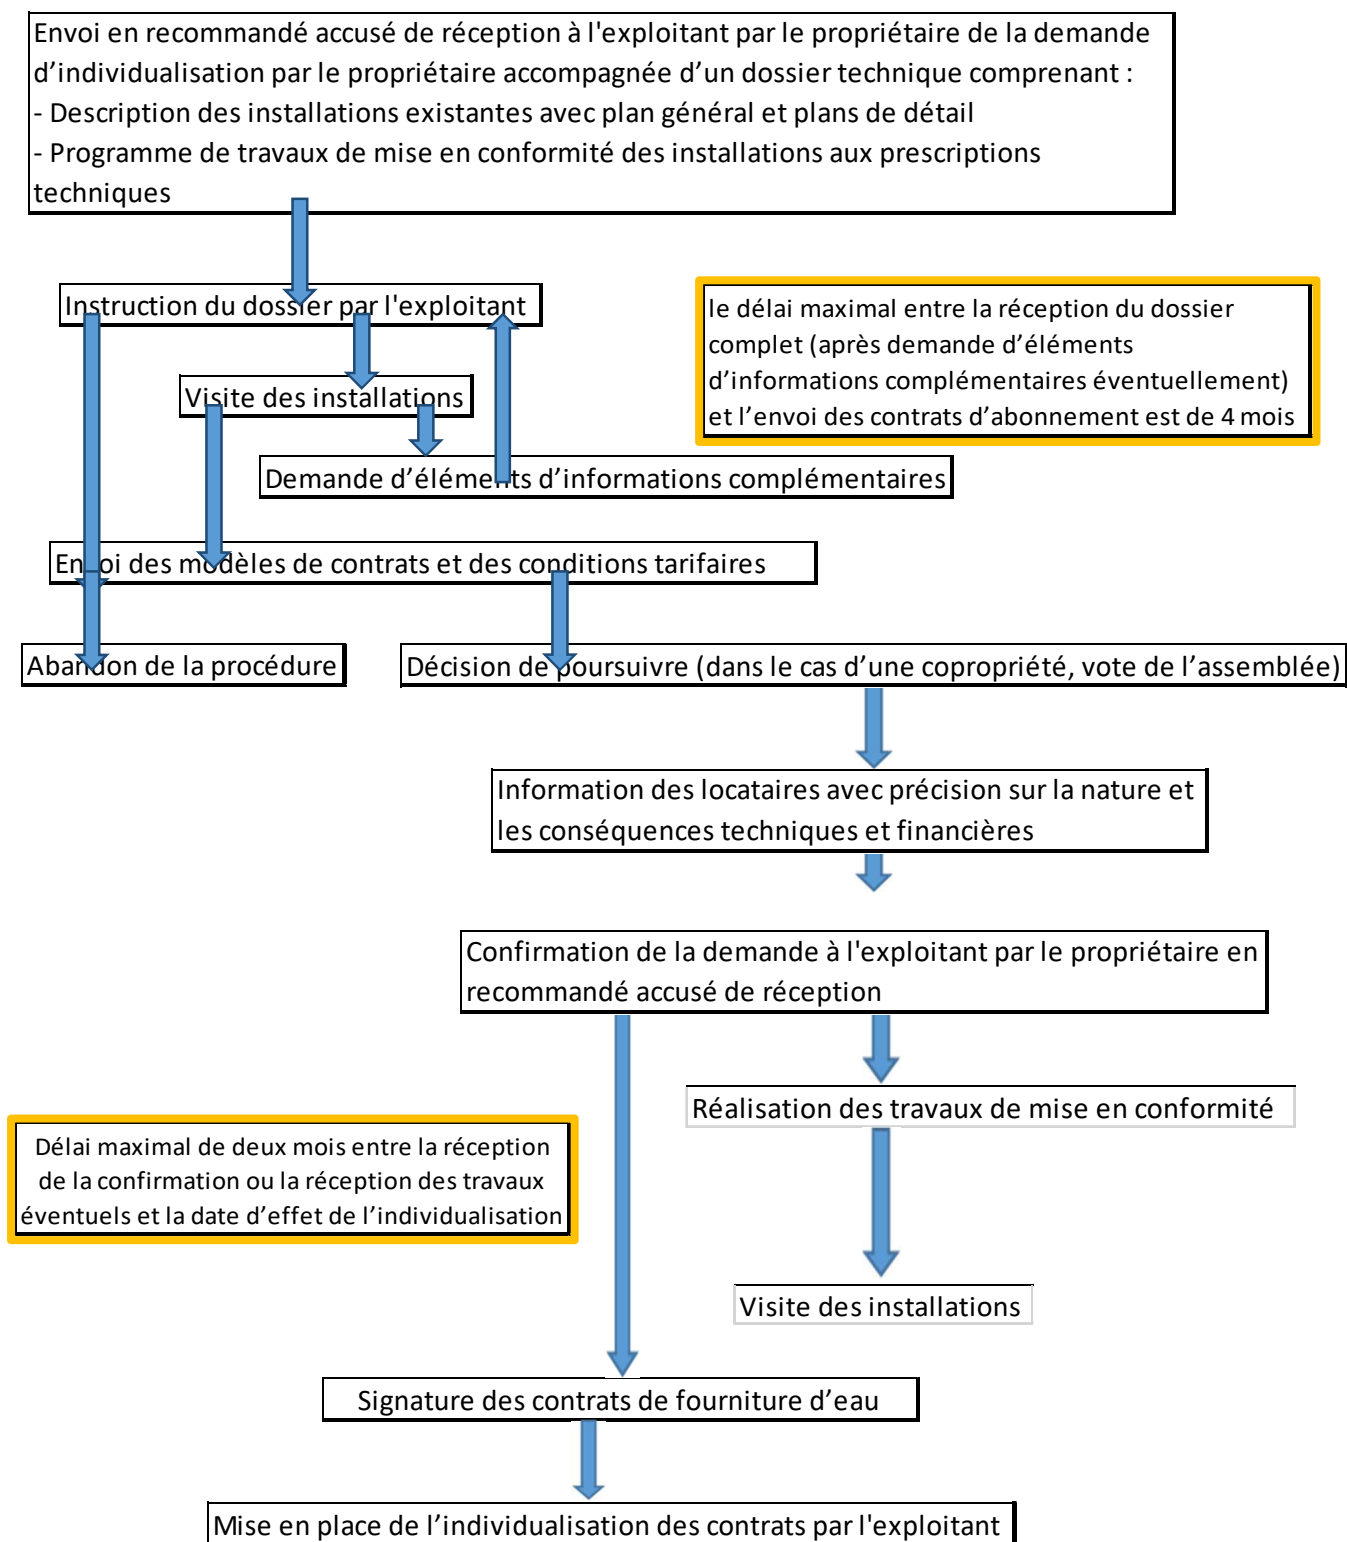 Envoi en recommandé accusé de réception à l'exploitant par le propriétaire de la demande
d’individualisation par le propriétaire accompagnée d’un dossier technique comprenant :
- Description des installations existantes avec plan général et plans de détail
- Programme de travaux de mise en conformité des installations aux prescriptions
techniques
Instruction du dossier par l'exploitant
le délai maximal entre la réception du dossier
complet (après demande d’éléments
d’informations complémentaires éventuellement)
et l’envoi des contrats d’abonnement est de 4 mois
Visite des installations
Demande d’éléments d’informations complémentaires
Envoi des modèles de contrats et des conditions tarifaires
Abandon de la procédure
Décision de poursuivre (dans le cas d’une copropriété, vote de l’assemblée)
Information des locataires avec précision sur la nature et
les conséquences techniques et financières
Confirmation de la demande à l'exploitant par le propriétaire en
recommandé accusé de réception
Réalisation des travaux de mise en conformité
Délai maximal de deux mois entre la réception
de la confirmation ou la réception des travaux
éventuels et la date d’effet de l’individualisation
Visite des installations
Signature des contrats de fourniture d’eau
Mise en place de l’individualisation des contrats par l'exploitant